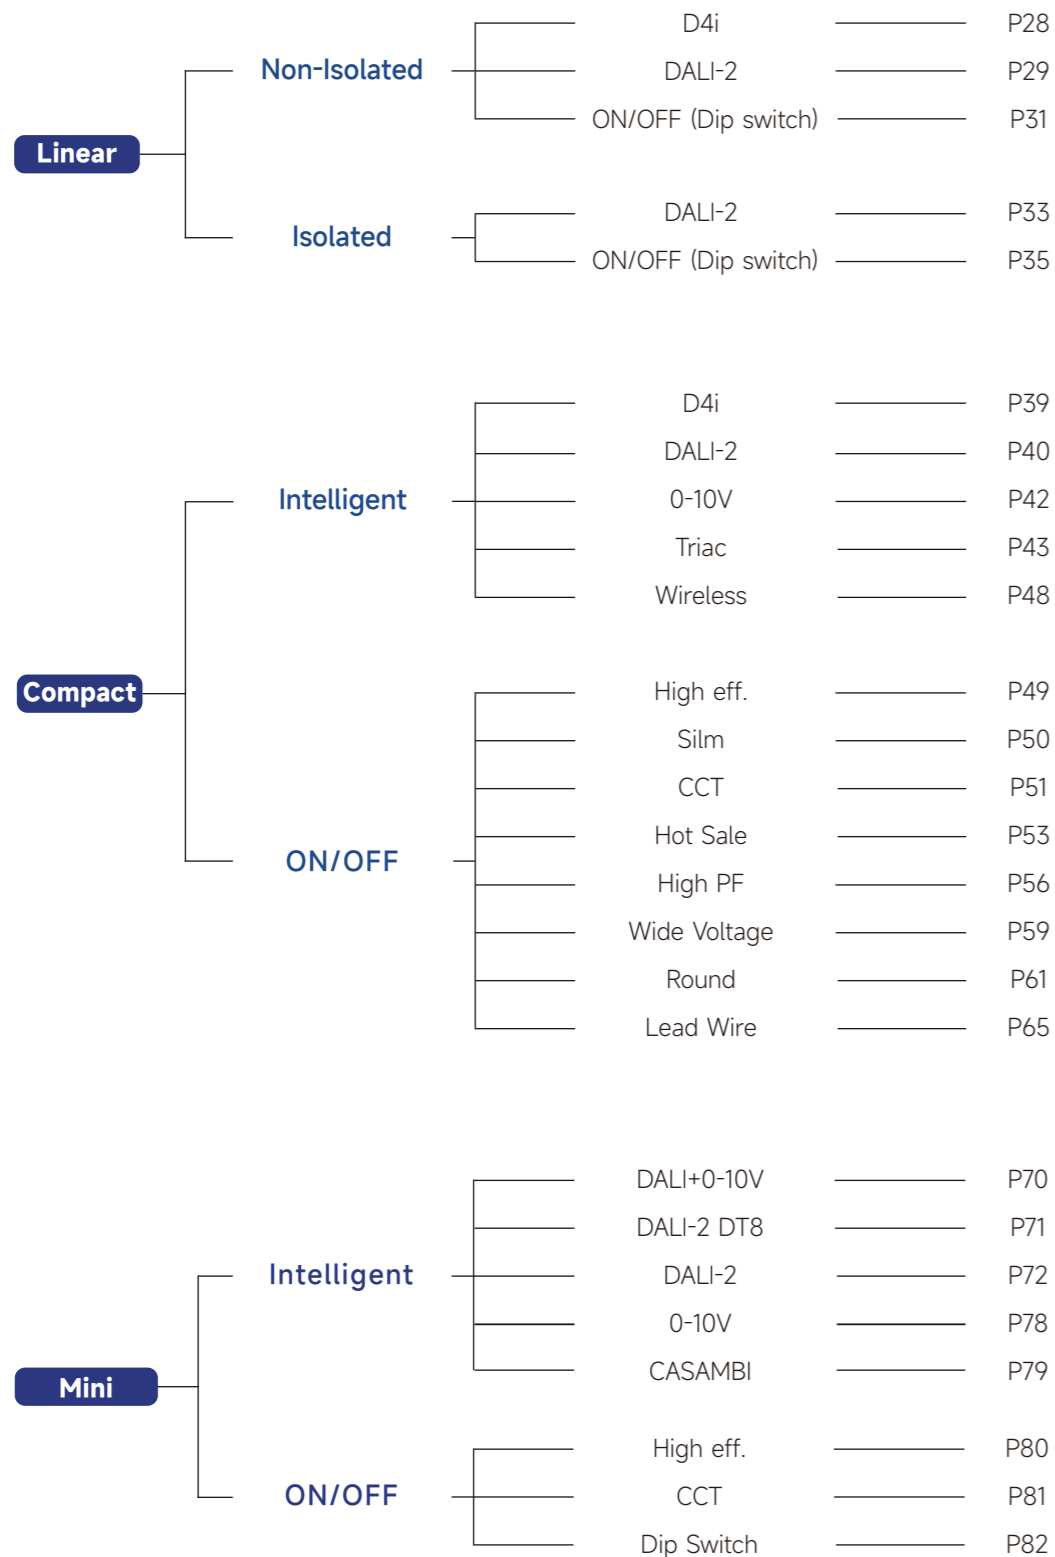 Linear
Non-Isolated
D4i P28
DALI-2 P29
ON/OFF (Dip switch) P31
Isolated
DALI-2 P33
ON/OFF (Dip switch) P35
Compact
Intelligent
D4i P39
DALI-2 P40
0-10V P42
Triac P43
Wireless P48
ON/OFF
High eff. P49
Silm P50
CCT P51
Hot Sale P53
High PF P56
Wide Voltage P59
Round P61
Lead Wire P65
Mini
Intelligent
DALI+0-10V P70
DALI-2 DT8 P71
DALI-2 P72
0-10V P78
CASAMBI P79
ON/OFF
High eff. P80
CCT P81
Dip Switch P82